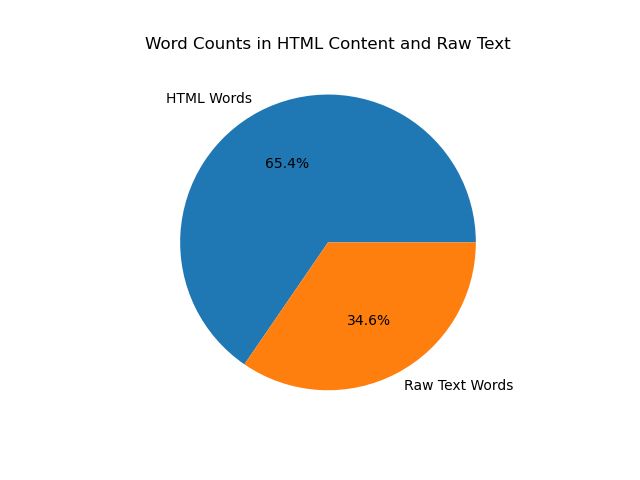 Word Counts in HTML Content and Raw Text
HTML Words
65.4%
34.6%
Raw Text Words